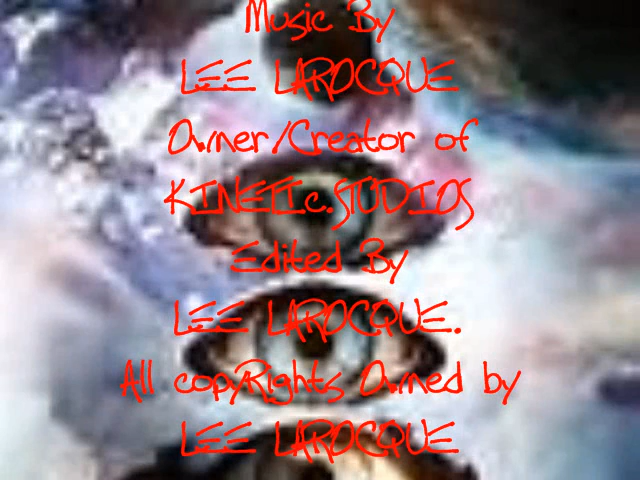 Music By
LEE LAROCQUE
Owner/Creator of
KINETIc.STUDIOS
Edited By
LEE LAROCQUE.
All copyRights Owned by
LEE LAROCQUE